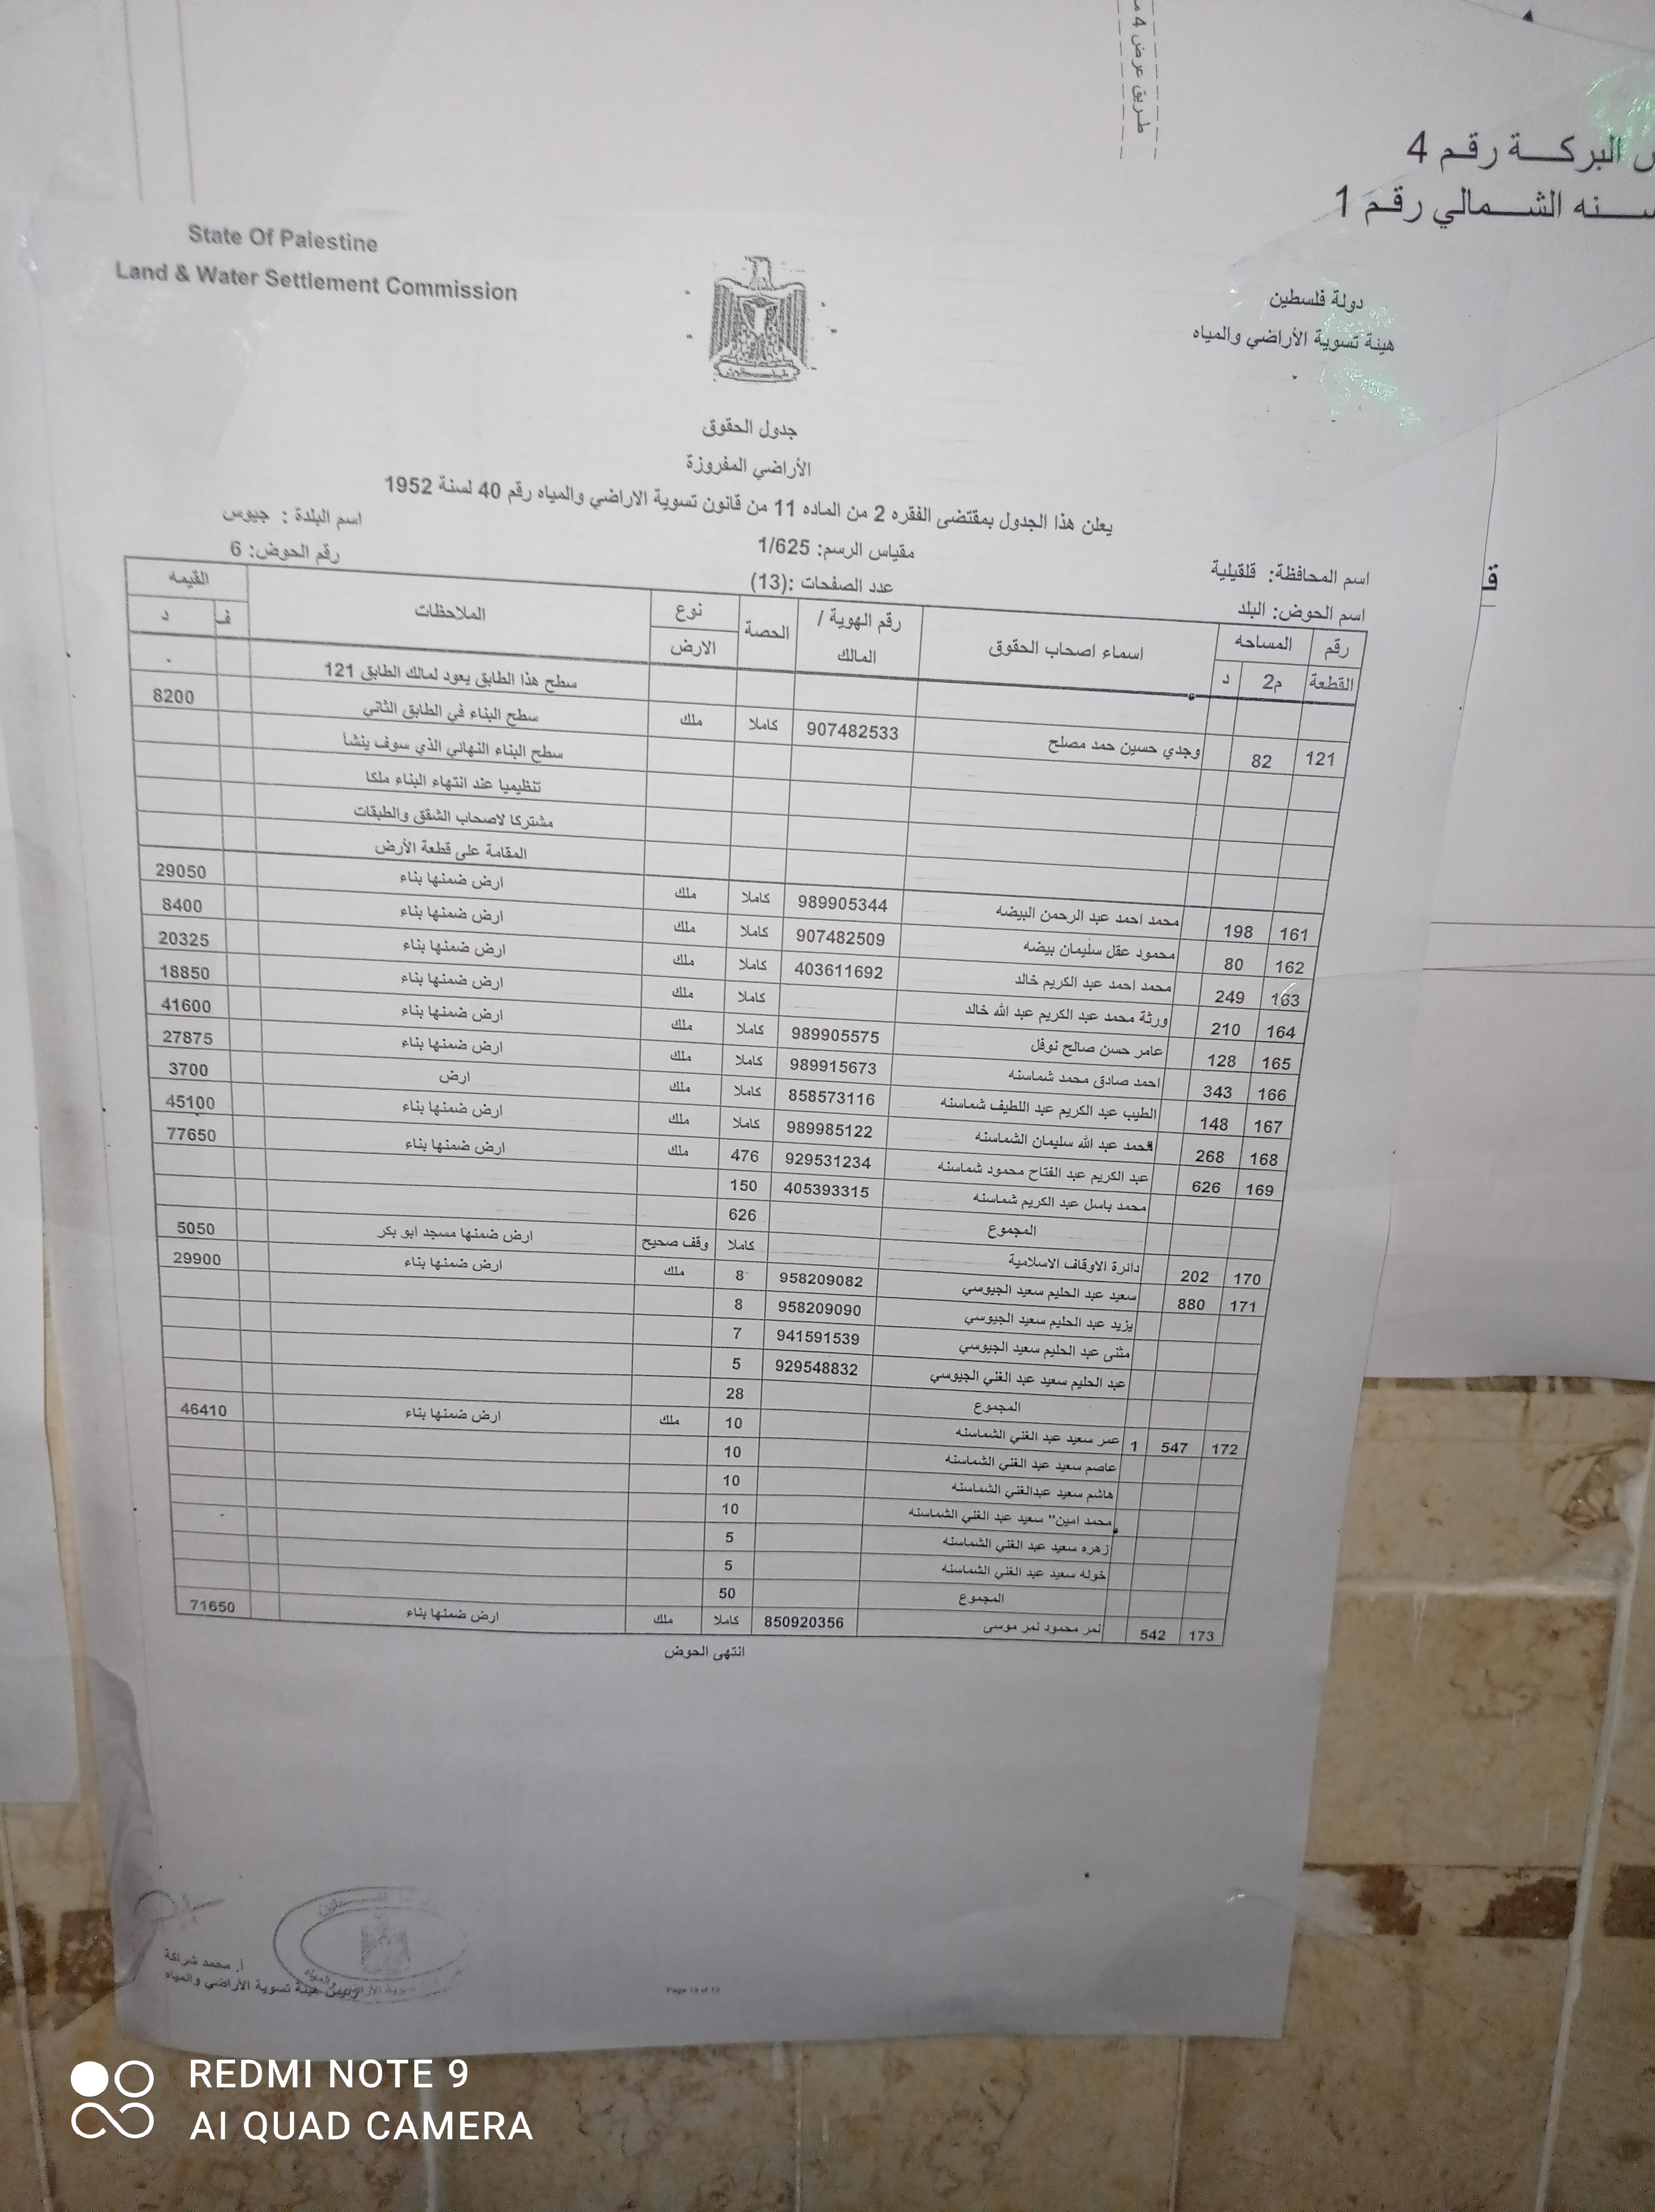 طريق عرض 4
البركـــة رقـم 4
الشـــمالي رقـم 1
State Of Palestine
Land & Water Settlement Commission
دولة فلسطين
هيئة تسوية الأراضي والمياه
جدول الحقوق
الأراضي المفروزة
يعلن هذا الجدول بمقتضى الفقره 2 من الماده 11 من قانون تسوية الاراضي والمياه رقم 40 لسنة 1952
اسم المحافظة: قلقيلية مقياس الرسم: 1/625 اسم البلدة : جيوس
اسم الحوض: البلد عدد الصفحات :(13) رقم الحوض: 6
رقم القطعة المساحه م2 د اسماء اصحاب الحقوق رقم الهوية / المالك الحصة نوع الارض الملاحظات القيمه ف د
سطح هذا الطابق يعود لمالك الطابق 121
121 82 وجدي حسين حمد مصلح 907482533 كاملا ملك سطح البناء في الطابق الثاني 8200
سطح البناء النهائي الذي سوف ينشأ
تنظيميا عند انتهاء البناء ملكا
مشتركا لاصحاب الشقق والطبقات
المقامة على قطعة الأرض
161 198 محمد احمد عبد الرحمن البيضه 989905344 كاملا ملك ارض ضمنها بناء 29050
162 80 محمود عقل سليمان بيضه 907482509 كاملا ملك ارض ضمنها بناء 8400
163 249 محمد احمد عبد الكريم خالد 403611692 كاملا ملك ارض ضمنها بناء 20325
164 210 ورثة محمد عبد الكريم عبد الله خالد كاملا ملك ارض ضمنها بناء 18850
165 128 عامر حسن صالح نوفل 989905575 كاملا ملك ارض ضمنها بناء 41600
166 343 احمد صادق محمد شماسنه 989915673 كاملا ملك ارض ضمنها بناء 27875
167 148 الطيب عبد الكريم عبد اللطيف شماسنه 858573116 كاملا ملك ارض 3700
168 268 محمد عبد الله سليمان الشماسنه 989985122 كاملا ملك ارض ضمنها بناء 45100
169 626 عبد الكريم عبد الفتاح محمود شماسنه 929531234 476 ملك ارض ضمنها بناء 77650
محمد باسل عبد الكريم شماسنه 405393315 150
المجموع 626
170 202 دائرة الاوقاف الاسلامية كاملا وقف صحيح ارض ضمنها مسجد ابو بكر 5050
171 880 سعيد عبد الحليم سعيد الجيوسي 958209082 8 ملك ارض ضمنها بناء 29900
يزيد عبد الحليم سعيد الجيوسي 958209090 8
مثنى عبد الحليم سعيد الجيوسي 941591539 7
عبد الحليم سعيد عبد الغني الجيوسي 929548832 5
المجموع 28
172 547 1 عمر سعيد عبد الغني الشماسنه 10 ملك ارض ضمنها بناء 46410
عاصم سعيد عبد الغني الشماسنه 10
هاشم سعيد عبدالغني الشماسنه 10
محمد امين" سعيد عبد الغني الشماسنه 10
زهره سعيد عبد الغني الشماسنه 5
خوله سعيد عبد الغني الشماسنه 5
المجموع 50
173 542 نمر محمود نمر موسى 850920356 كاملا ملك ارض ضمنها بناء 71650
انتهى الحوض
أ. محمد شراكة
رئيس هيئة تسوية الأراضي والمياه
Page 13 of 13
REDMI NOTE 9
AI QUAD CAMERA